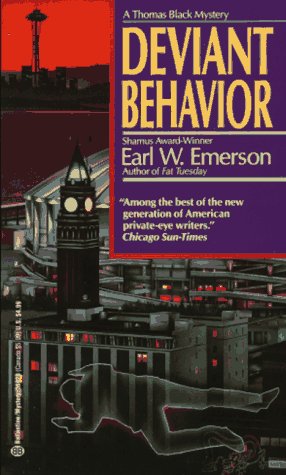 A Thomas Black Mystery
DEVIANT
BEHAVIOR
Shamus Award-Winner
Earl W. Emerson
Author of Fat Tuesday
“Among the best of the new
generation of American
private-eye writers.”
Chicago Sun-Times
BB